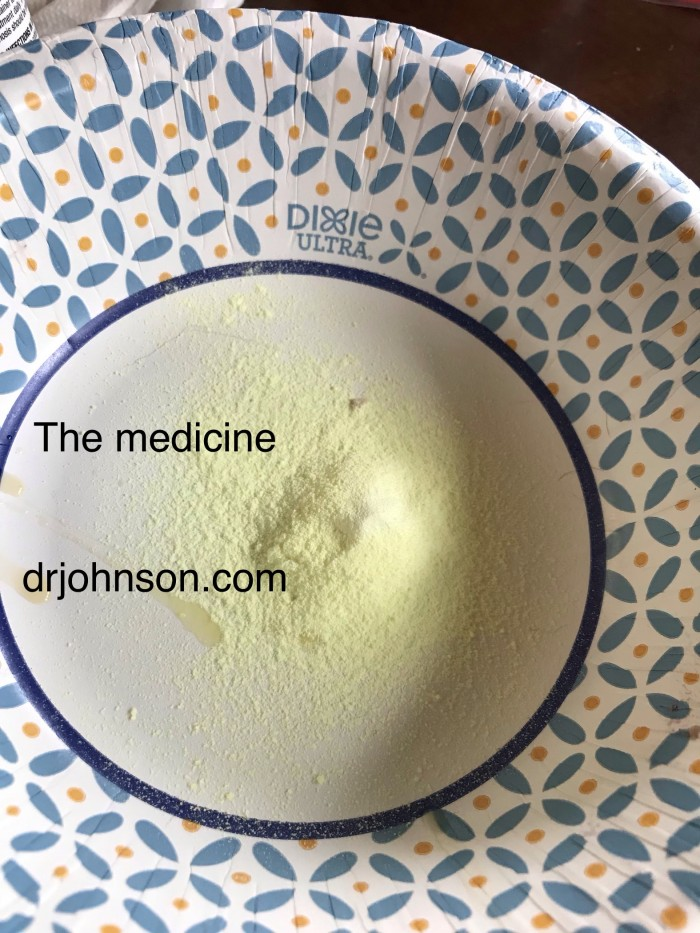 DIXIE
ULTRA®
The medicine
drjohnson.com